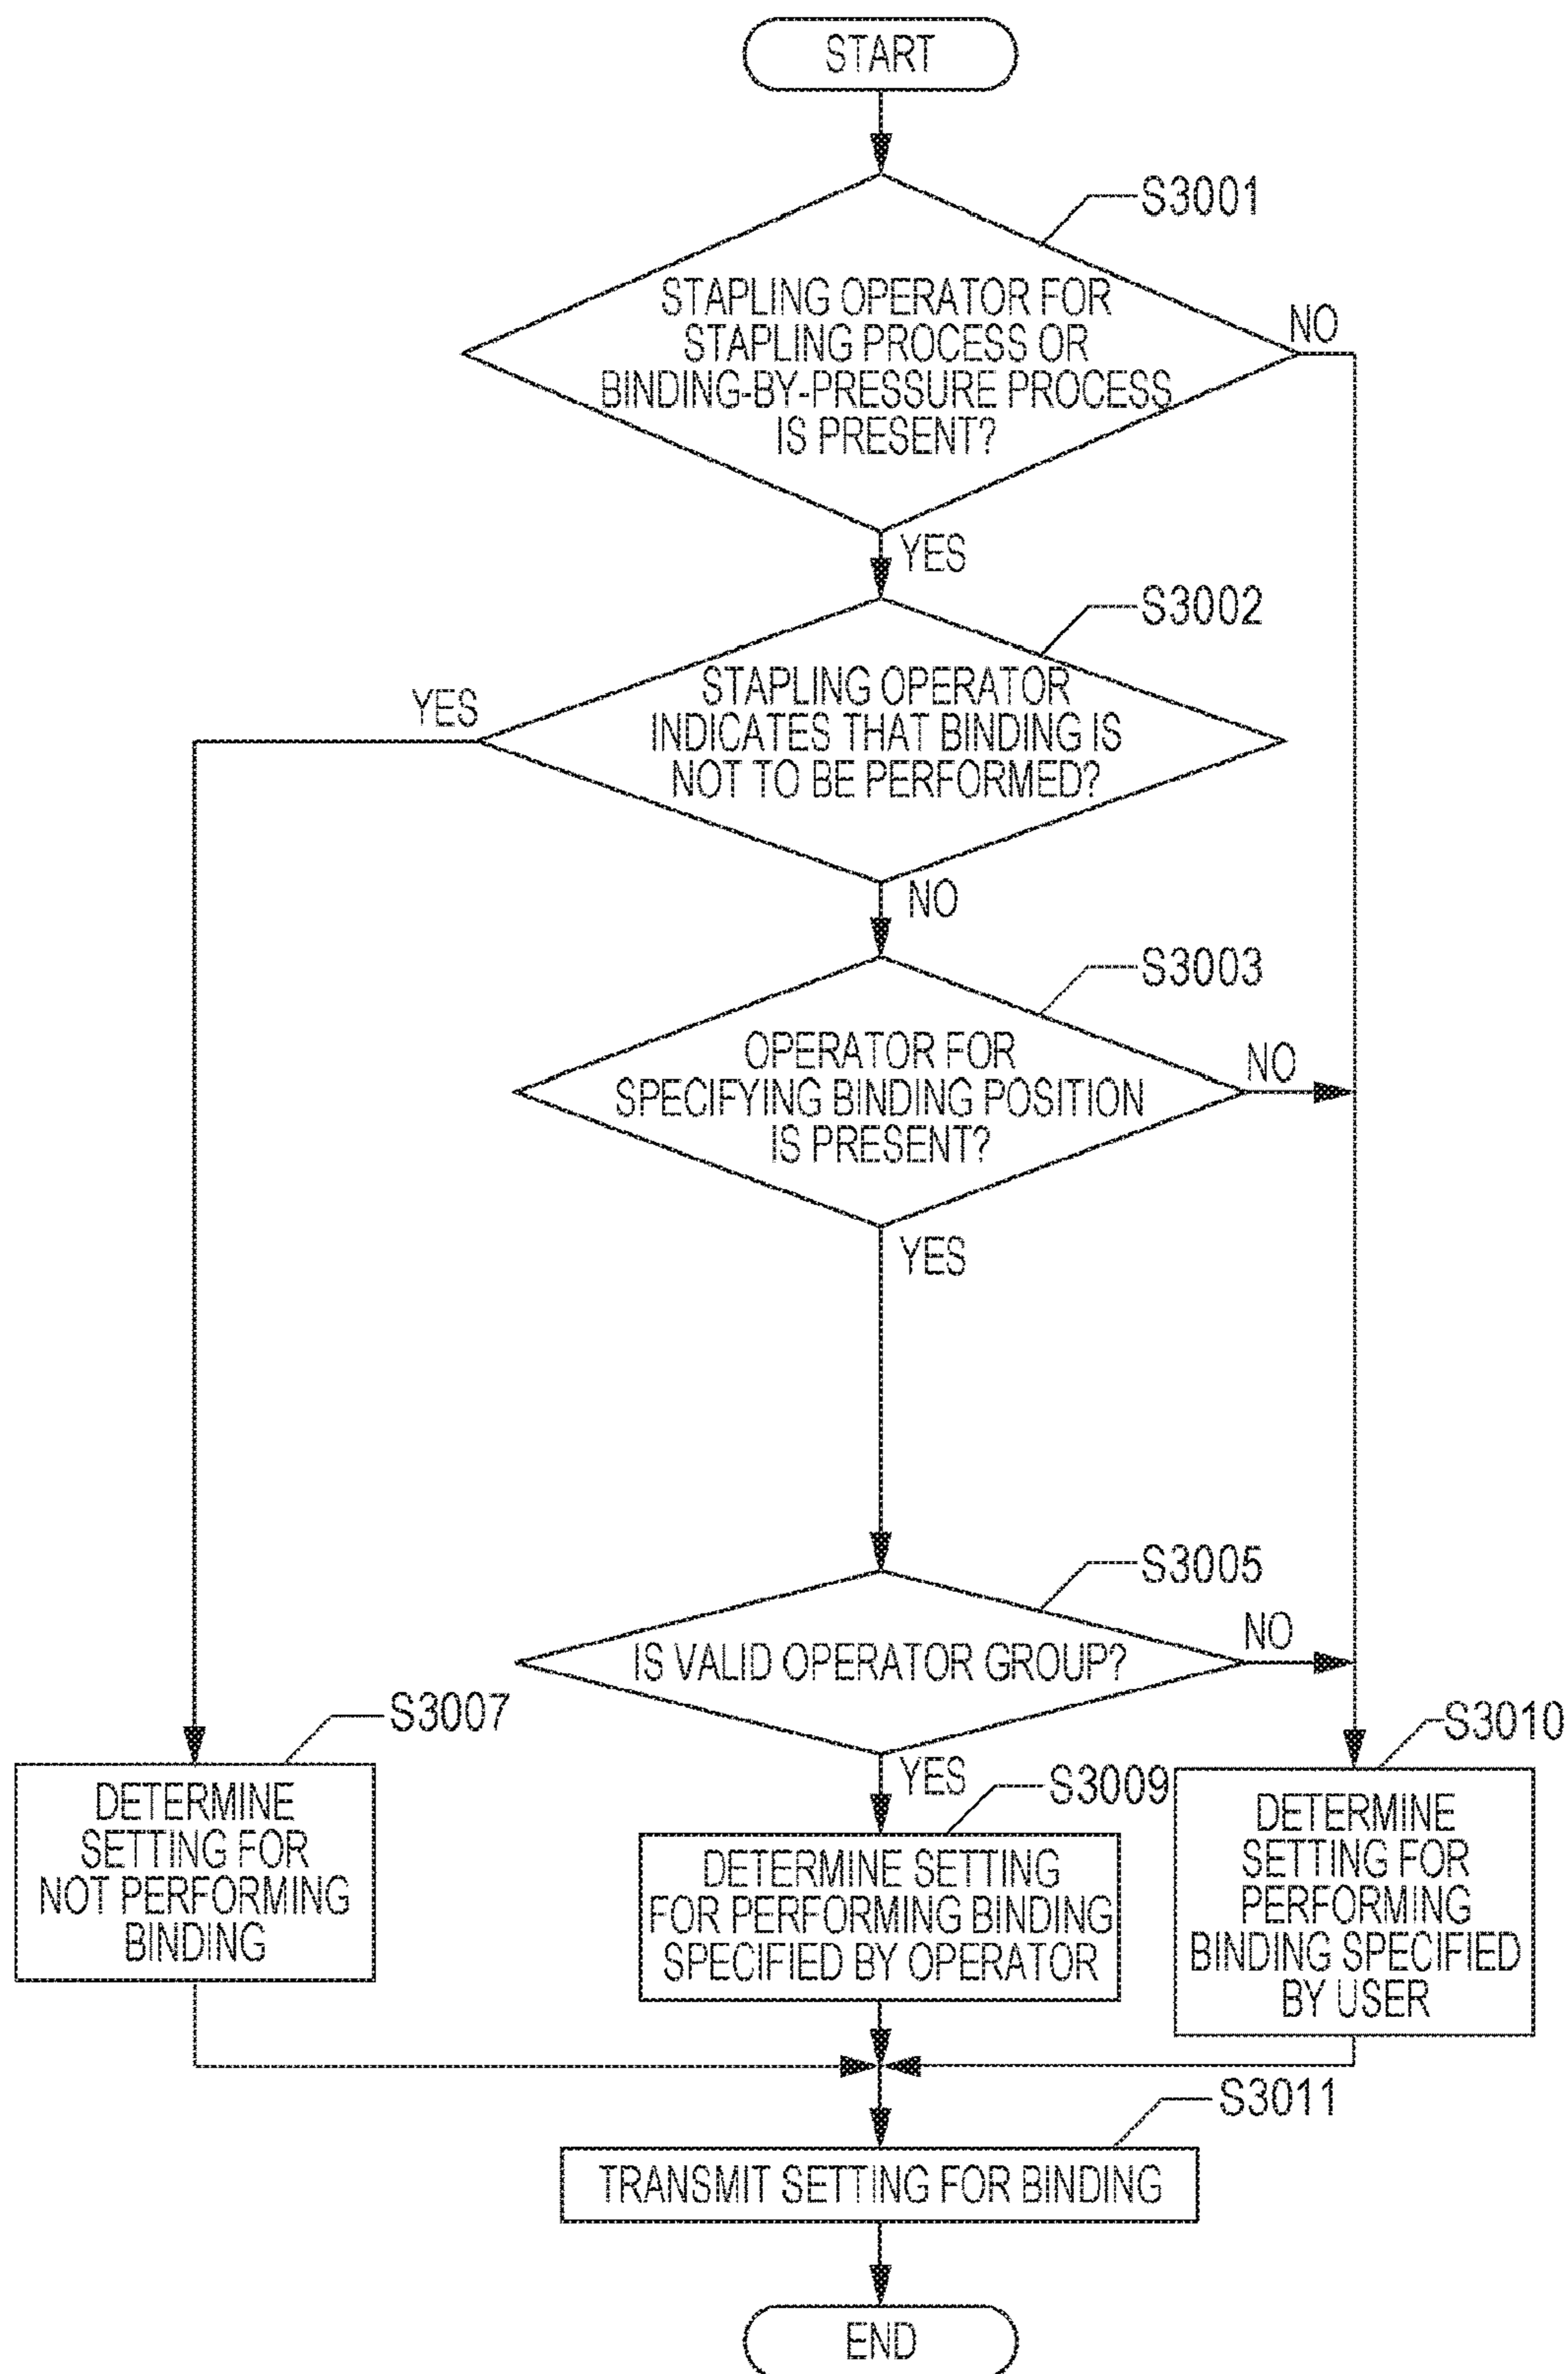 START
S3001
STAPLING OPERATOR FOR
STAPLING PROCESS OR
BINDING-BY-PRESSURE PROCESS
IS PRESENT?
NO
YES
S3002
STAPLING OPERATOR
INDICATES THAT BINDING IS
NOT TO BE PERFORMED?
YES
NO
S3003
OPERATOR FOR
SPECIFYING BINDING POSITION
IS PRESENT?
NO
YES
S3005
IS VALID OPERATOR GROUP?
NO
YES
S3007
DETERMINE
SETTING FOR
NOT PERFORMING
BINDING
S3009
DETERMINE SETTING
FOR PERFORMING BINDING
SPECIFIED BY OPERATOR
S3010
DETERMINE
SETTING FOR
PERFORMING
BINDING SPECIFIED
BY USER
S3011
TRANSMIT SETTING FOR BINDING
END